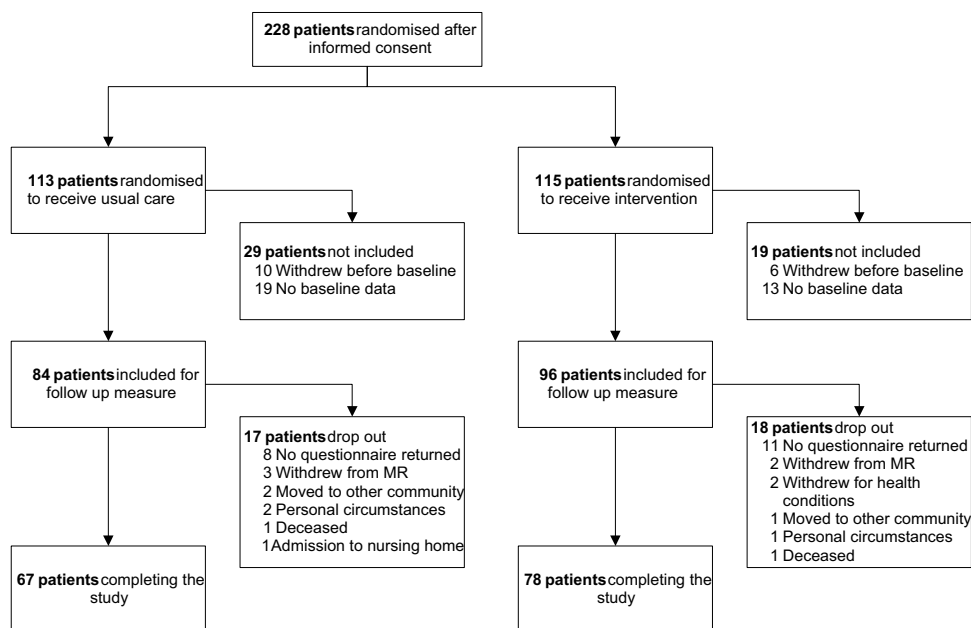 228 patients randomised after
informed consent
113 patients randomised
to receive usual care
115 patients randomised
to receive intervention
29 patients not included
10 Withdrew before baseline
19 No baseline data
19 patients not included
6 Withdrew before baseline
13 No baseline data
84 patients included for
follow up measure
96 patients included for
follow up measure
17 patients drop out
8 No questionnaire returned
3 Withdrew from MR
2 Moved to other community
2 Personal circumstances
1 Deceased
1 Admission to nursing home
18 patients drop out
11 No questionnaire returned
2 Withdrew from MR
2 Withdrew for health
conditions
1 Moved to other community
1 Personal circumstances
1 Deceased
67 patients completing the
study
78 patients completing the
study